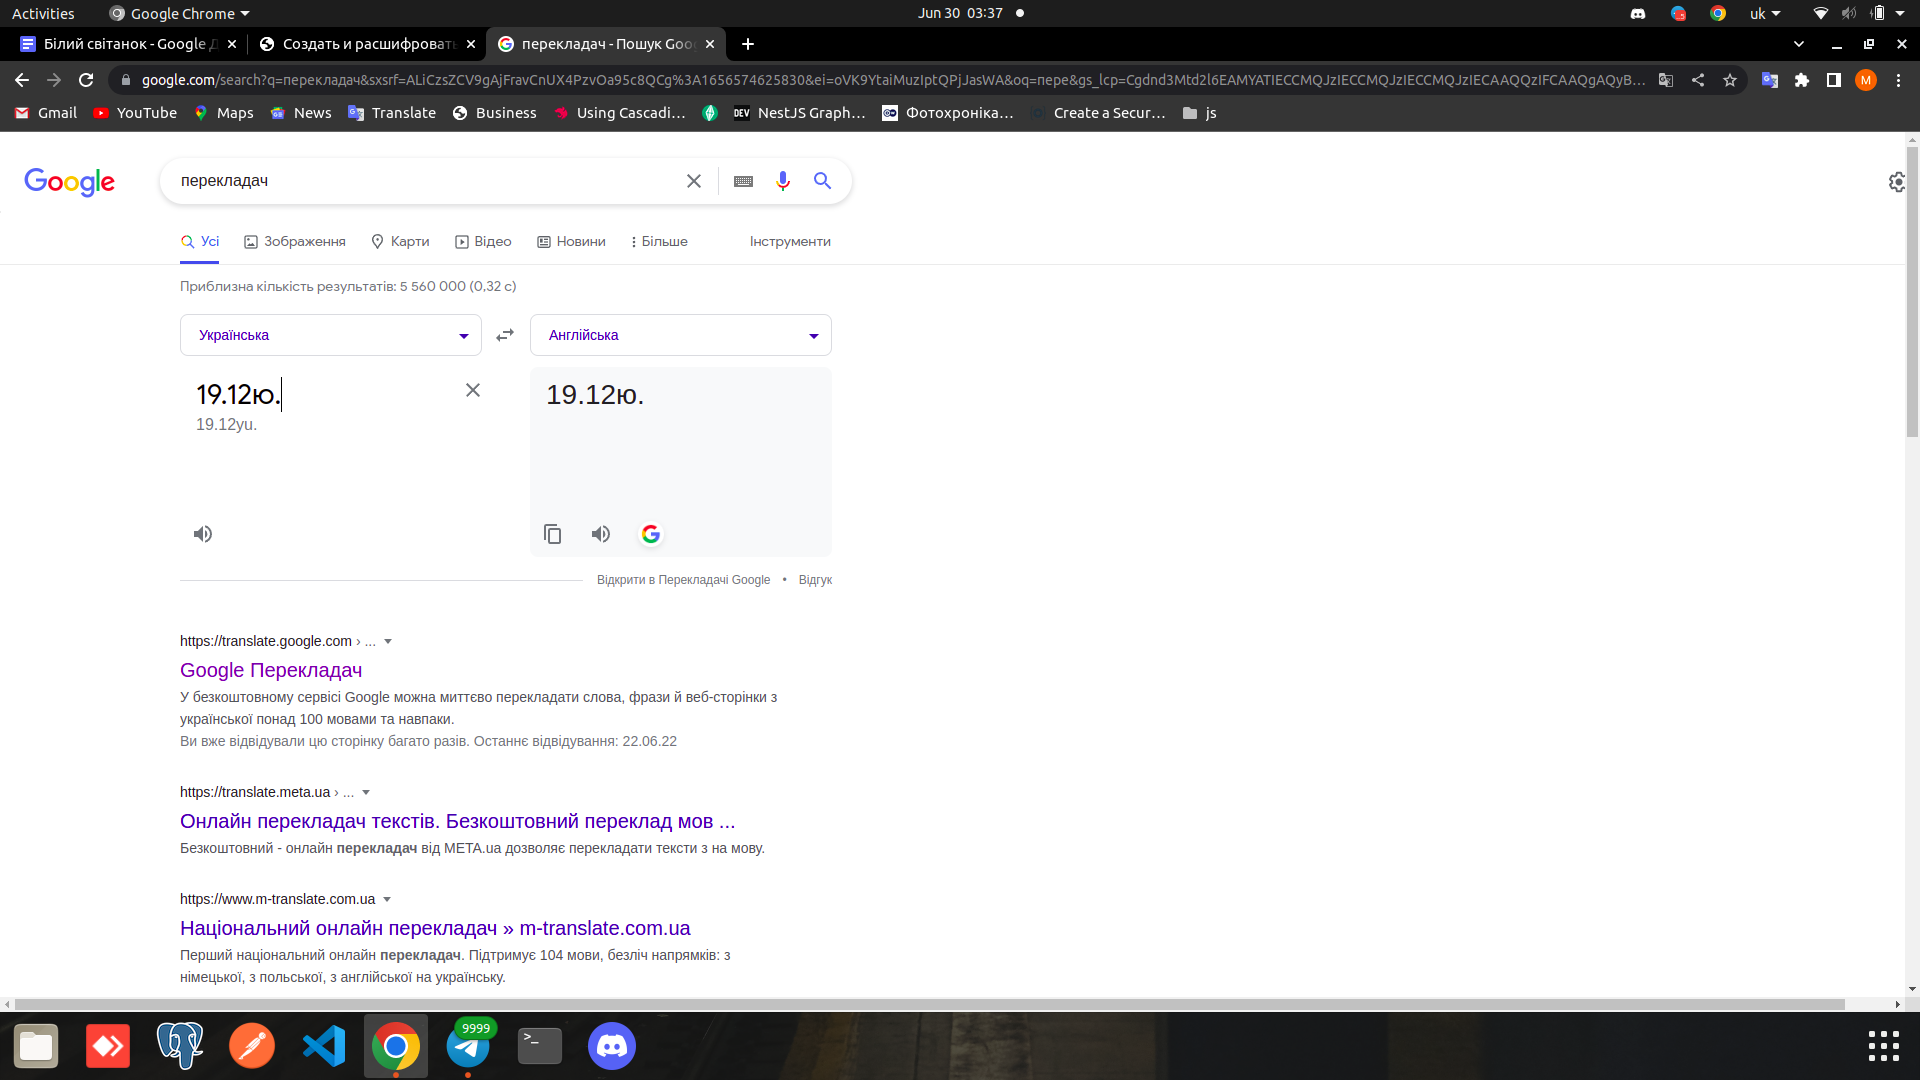 Activities
Google Chrome
Jun 30 03:37
uk
Білий світанок - Google Д
Создать и расшифровать
перекладач - Пошук Goo
google.com/search?q=перекладач&sxsrf=ALiCzsZCV9gAjFravCnUX4PzvOa95c8QCg%3A1656574625830&ei=oVK9YtaiMuzIptQPjJasWA&oq=пере&gs_lcp=Cgdnd3Mtd2l6EAMYATIECCMQJzIECCMQJzIECCMQJzIECAAQQzIFCAAQgAQyB…
M
Gmail
YouTube
Maps
News
Translate
Business
Using Cascadi…
DEV
NestJS Graph…
Фотохроніка…
Create a Secur…
js
Google
перекладач
Усі
Зображення
Карти
Відео
Новини
Більше
Інструменти
Приблизна кількість результатів: 5 560 000 (0,32 с)
Українська
Англійська
19.12ю.
19.12ю.
19.12yu.
Відкрити в Перекладачі Google • Відгук
https://translate.google.com › ...
Google Перекладач
У безкоштовному сервісі Google можна миттєво перекладати слова, фрази й веб-сторінки з
української понад 100 мовами та навпаки.
Ви вже відвідували цю сторінку багато разів. Останнє відвідування: 22.06.22
https://translate.meta.ua › ...
Онлайн перекладач текстів. Безкоштовний переклад мов ...
Безкоштовний - онлайн перекладач від META.ua дозволяє перекладати тексти з на мову.
https://www.m-translate.com.ua
Національний онлайн перекладач » m-translate.com.ua
Перший національний онлайн перекладач. Підтримує 104 мови, безліч напрямків: з
німецької, з польської, з англійської на українську.
9999
>_